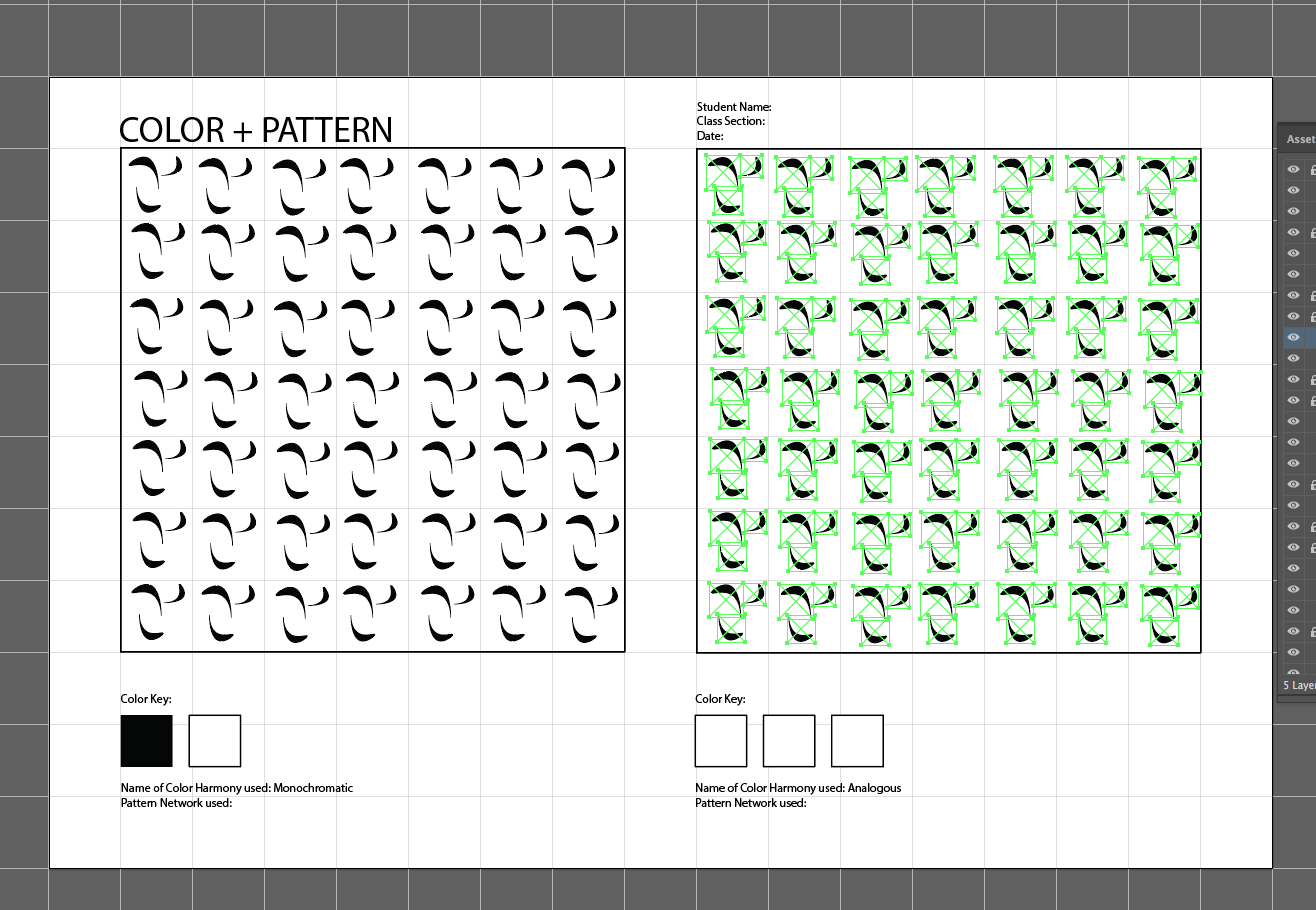 COLOR + PATTERN
Student Name:
Class Section:
Date:
Color Key:
Name of Color Harmony used: Monochromatic
Pattern Network used:
Color Key:
Name of Color Harmony used: Analogous
Pattern Network used:
Asset
5 Layer